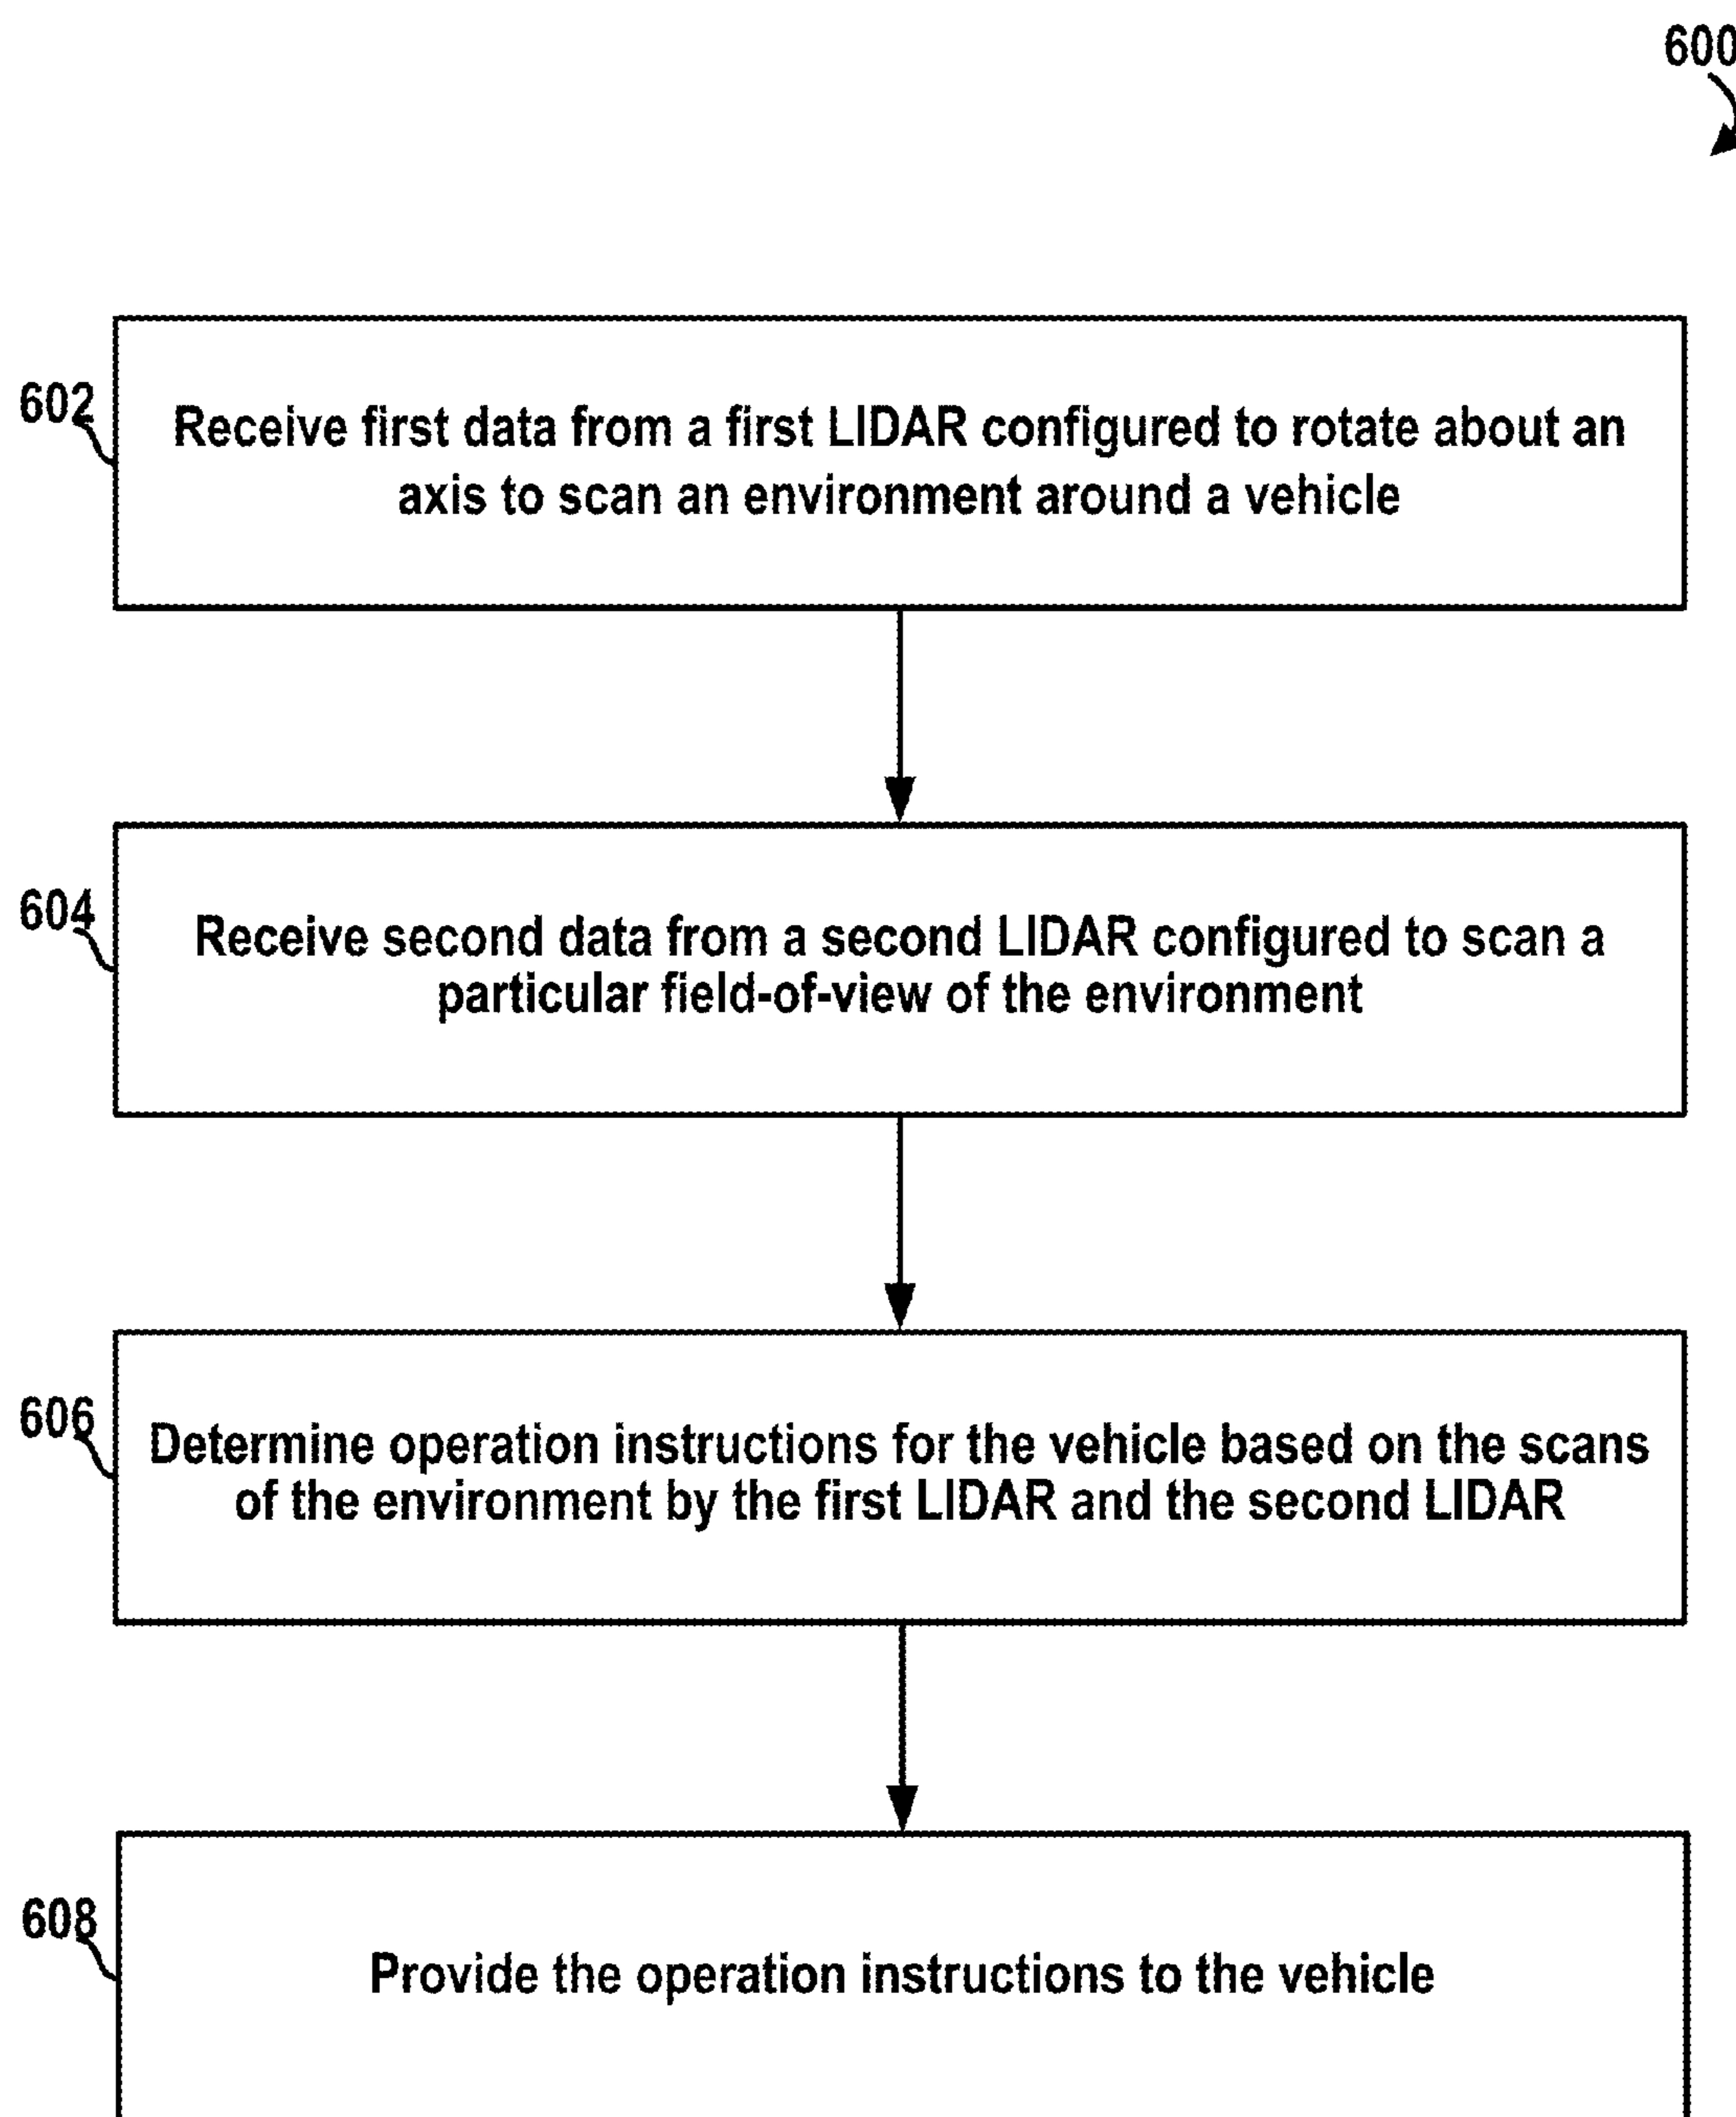 600
602
Receive first data from a first LIDAR configured to rotate about an
axis to scan an environment around a vehicle
604
Receive second data from a second LIDAR configured to scan a
particular field-of-view of the environment
606
Determine operation instructions for the vehicle based on the scans
of the environment by the first LIDAR and the second LIDAR
608
Provide the operation instructions to the vehicle